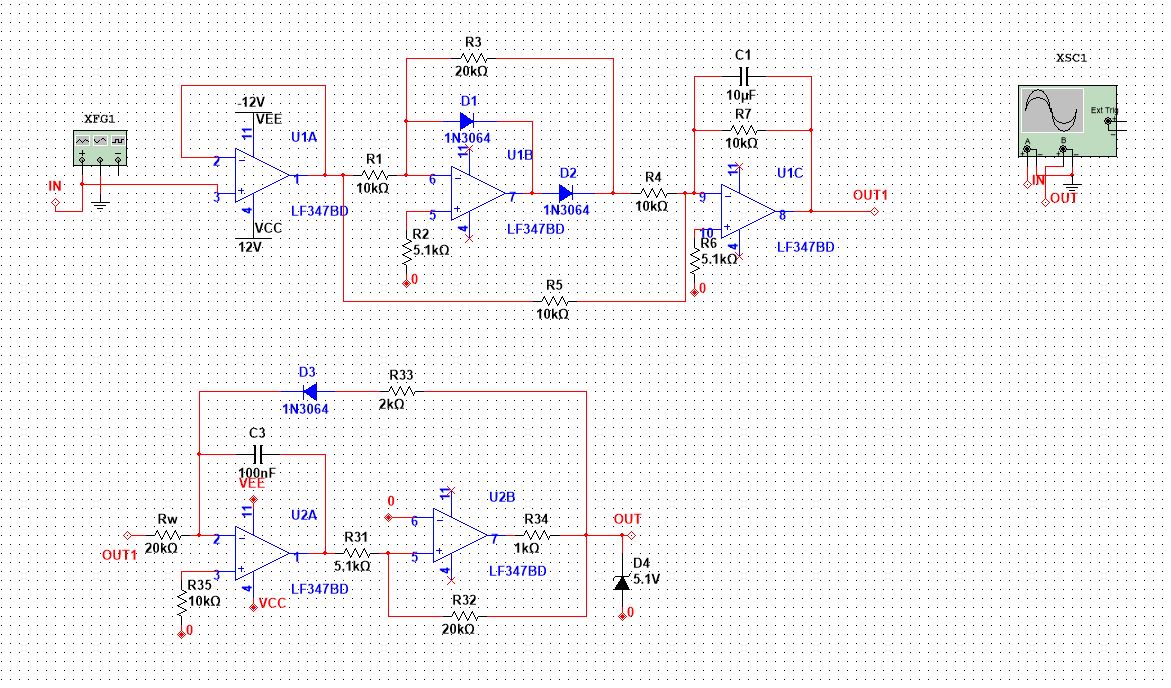 R3
20kΩ
C1
10µF
XSC1
Ext Trig
A
B
IN
OUT
XFG1
IN
-12V
VEE
11
U1A
2
3
1
4
LF347BD
VCC
12V
R1
10kΩ
D1
1N3064
11
U1B
6
5
7
4
LF347BD
R2
5.1kΩ
0
D2
1N3064
R4
10kΩ
R7
10kΩ
11
U1C
9
10
8
4
LF347BD
R6
5.1kΩ
0
OUT1
R5
10kΩ
D3
1N3064
R33
2kΩ
C3
100nF
VEE
11
U2A
Rw
20kΩ
OUT1
2
3
1
4
LF347BD
VCC
R35
10kΩ
0
R31
5.1kΩ
0
11
U2B
6
5
7
4
LF347BD
R34
1kΩ
OUT
D4
5.1V
0
R32
20kΩ